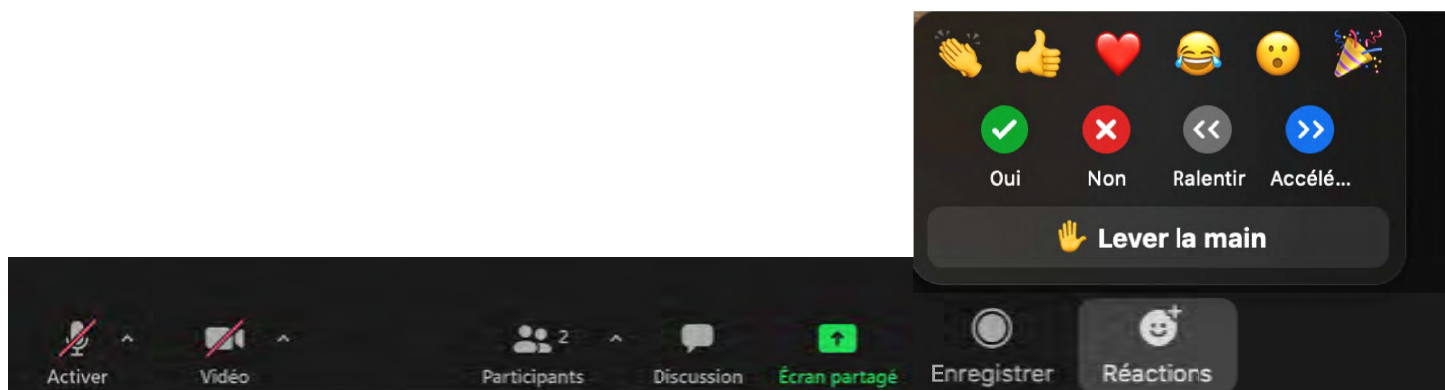 Oui Non Ralentir Accélé...
Lever la main
2
Activer Vidéo Participants Discussion Écran partagé Enregistrer Réactions